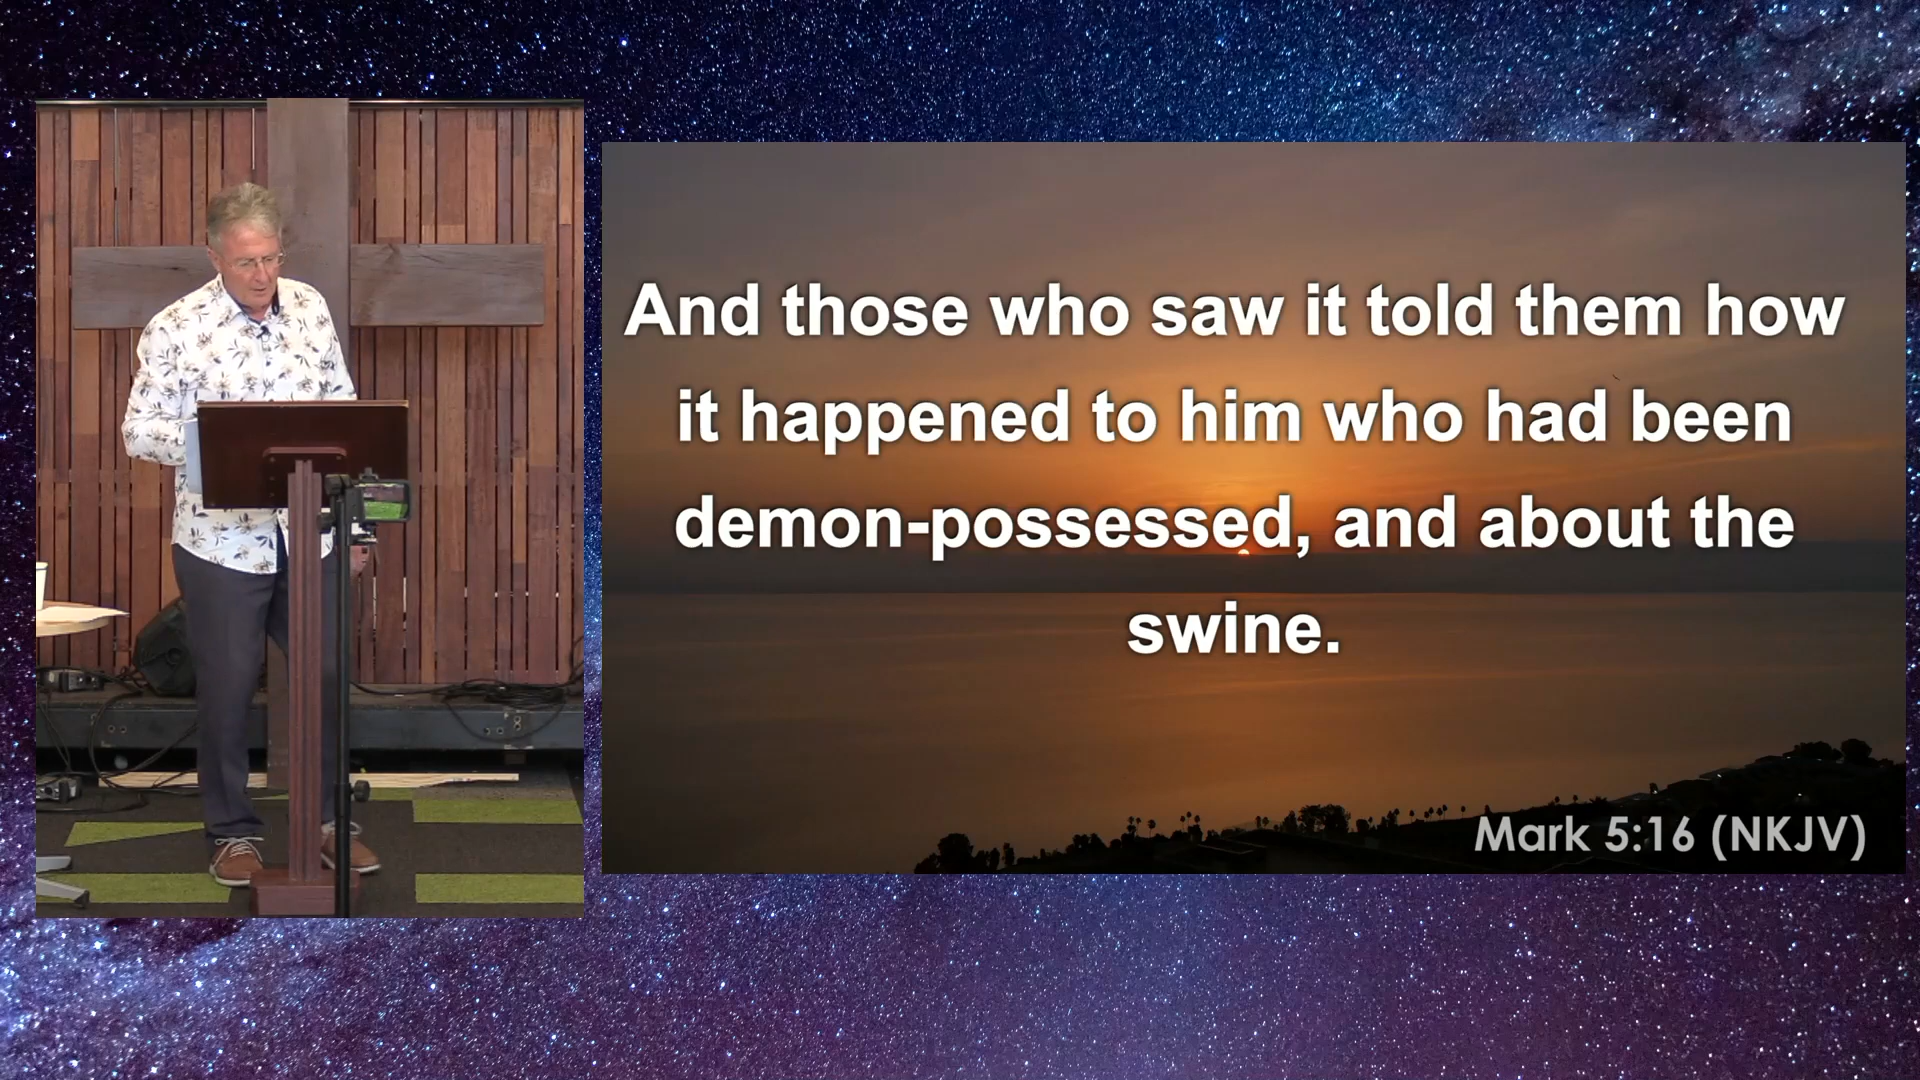 And those who saw it told them how
it happened to him who had been
demon-possessed, and about the
swine.
Mark 5:16 (NKJV)